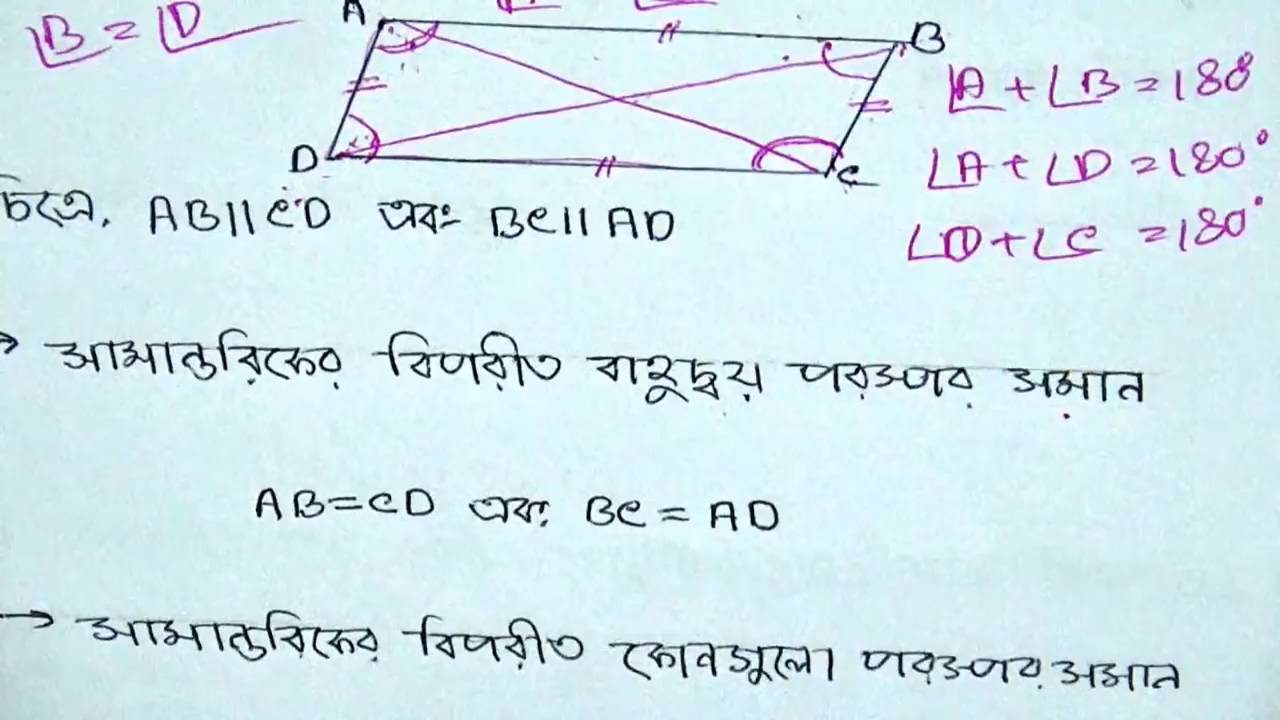 ∠B = ∠D
A
B
D
C
∠A + ∠B = 180°
∠A + ∠D = 180°
∠D + ∠C = 180°
চিত্রে, AB || CD এবং BC || AD
→ সামান্তরিকের বিপরীত বাহুদ্বয় পরস্পর সমান
AB = CD এবং BC = AD
→ সামান্তরিকের বিপরীত কোনগুলো পরস্পর সমান